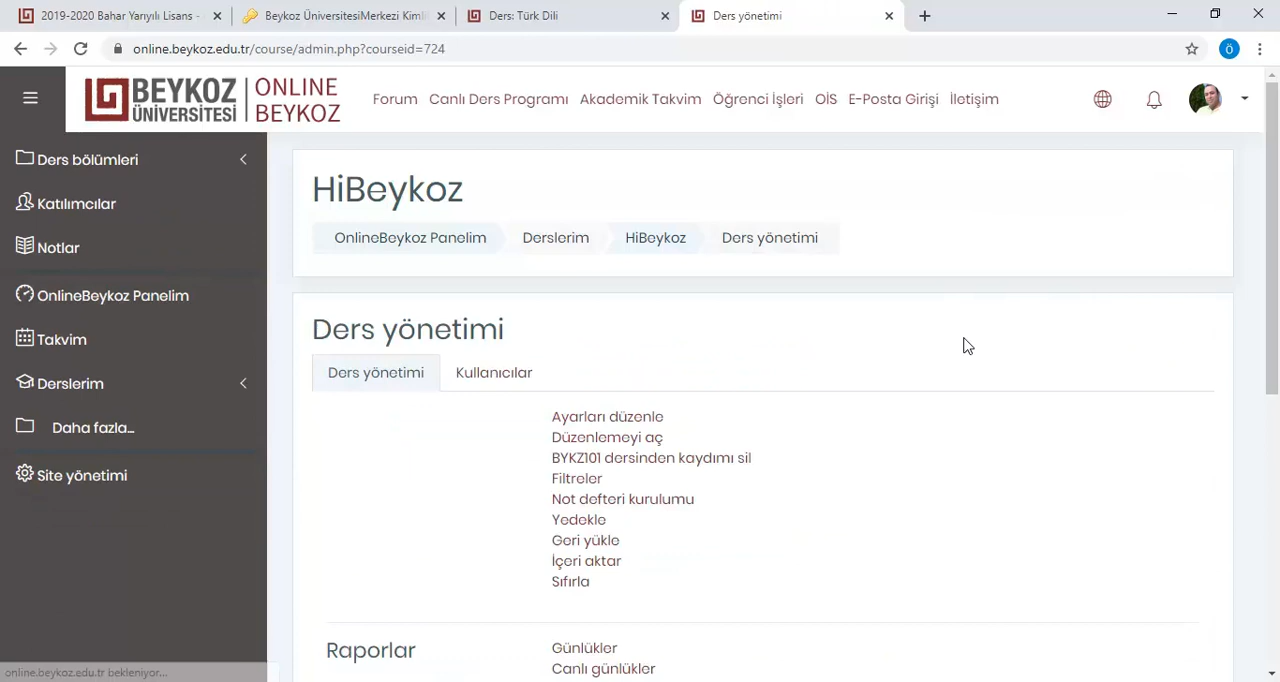 2019-2020 Bahar Yarıyılı Lisans -
Beykoz ÜniversitesiMerkezi Kimli
Ders: Türk Dili
Ders yönetimi
online.beykoz.edu.tr/course/admin.php?courseid=724
Ö
BEYKOZ ÜNİVERSİTESİ
ONLINE BEYKOZ
Forum
Canlı Ders Programı
Akademik Takvim
Öğrenci İşleri
OİS
E-Posta Girişi
İletişim
Ders bölümleri
Katılımcılar
Notlar
OnlineBeykoz Panelim
Takvim
Derslerim
Daha fazla...
Site yönetimi
HiBeykoz
OnlineBeykoz Panelim
Derslerim
HiBeykoz
Ders yönetimi
Ders yönetimi
Ders yönetimi
Kullanıcılar
Ayarları düzenle
Düzenlemeyi aç
BYKZ101 dersinden kaydımı sil
Filtreler
Not defteri kurulumu
Yedekle
Geri yükle
İçeri aktar
Sıfırla
Raporlar
Günlükler
Canlı günlükler
online.beykoz.edu.tr bekleniyor...